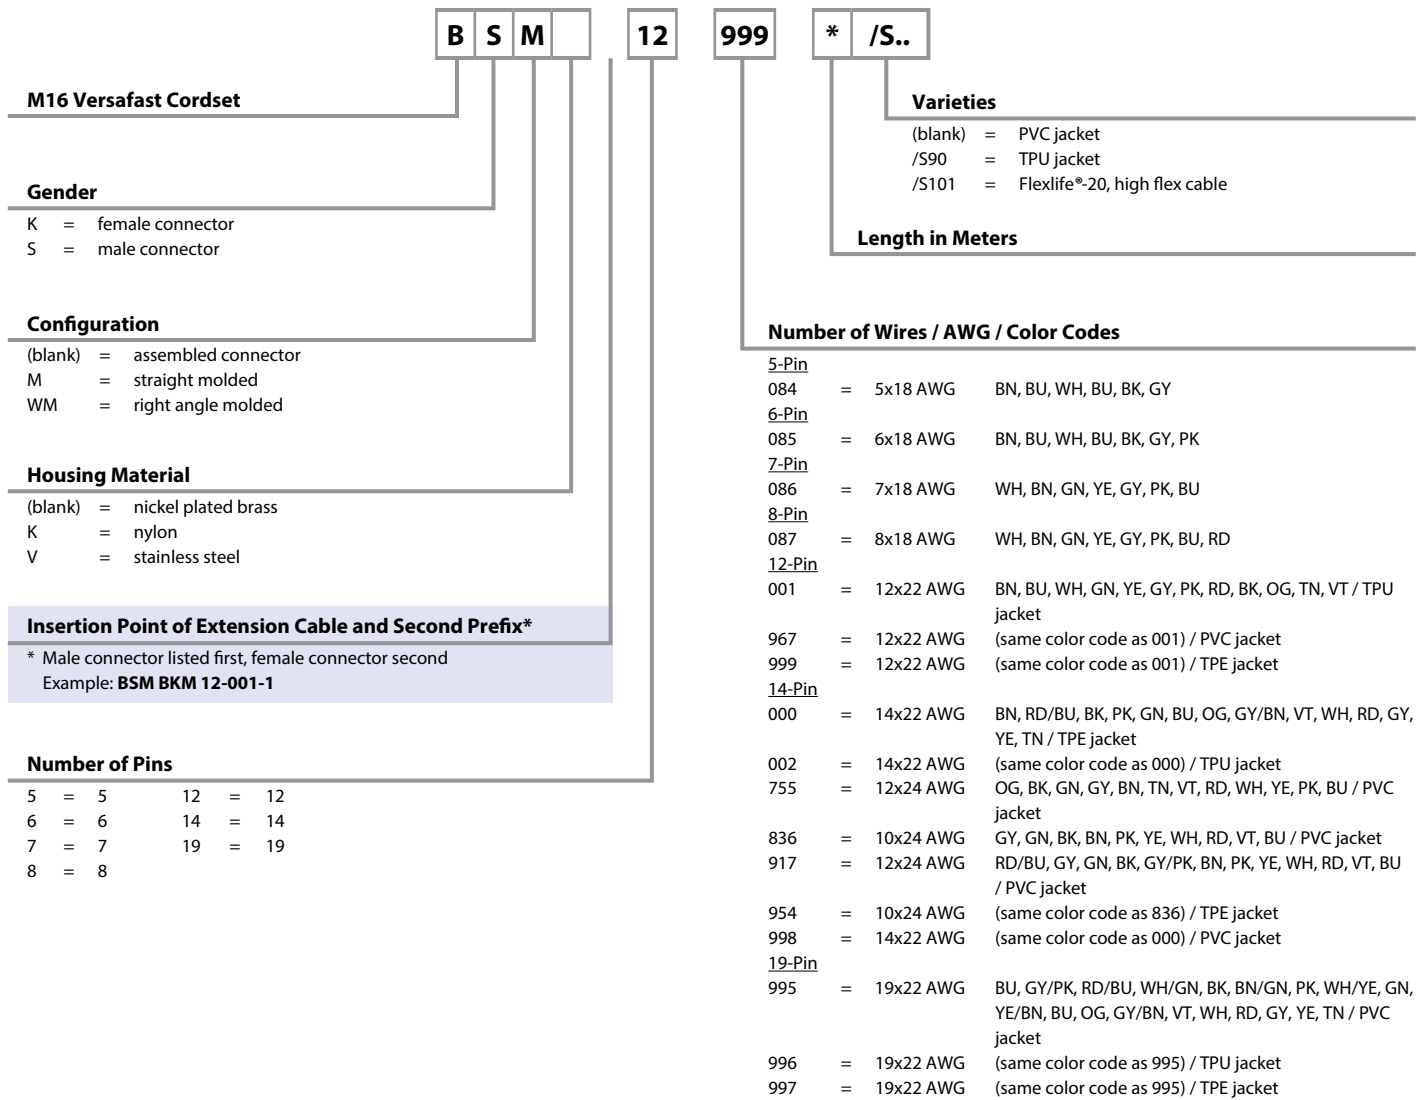 B S M 12 999 * /S..
M16 Versafast Cordset
Gender
K = female connector
S = male connector
Configuration
(blank) = assembled connector
M = straight molded
WM = right angle molded
Housing Material
(blank) = nickel plated brass
K = nylon
V = stainless steel
Insertion Point of Extension Cable and Second Prefix*
* Male connector listed first, female connector second
Example: BSM BKM 12-001-1
Number of Pins
5 = 5 12 = 12
6 = 6 14 = 14
7 = 7 19 = 19
8 = 8
Varieties
(blank) = PVC jacket
/S90 = TPU jacket
/S101 = Flexlife®-20, high flex cable
Length in Meters
Number of Wires / AWG / Color Codes
5-Pin
084 = 5x18 AWG BN, BU, WH, BU, BK, GY
6-Pin
085 = 6x18 AWG BN, BU, WH, BU, BK, GY, PK
7-Pin
086 = 7x18 AWG WH, BN, GN, YE, GY, PK, BU
8-Pin
087 = 8x18 AWG WH, BN, GN, YE, GY, PK, BU, RD
12-Pin
001 = 12x22 AWG BN, BU, WH, GN, YE, GY, PK, RD, BK, OG, TN, VT / TPU
jacket
967 = 12x22 AWG (same color code as 001) / PVC jacket
999 = 12x22 AWG (same color code as 001) / TPE jacket
14-Pin
000 = 14x22 AWG BN, RD/BU, BK, PK, GN, BU, OG, GY/BN, VT, WH, RD, GY,
YE, TN / TPE jacket
002 = 14x22 AWG (same color code as 000) / TPU jacket
755 = 12x24 AWG OG, BK, GN, GY, BN, TN, VT, RD, WH, YE, PK, BU / PVC
jacket
836 = 10x24 AWG GY, GN, BK, BN, PK, YE, WH, RD, VT, BU / PVC jacket
917 = 12x24 AWG RD/BU, GY, GN, BK, GY/PK, BN, PK, YE, WH, RD, VT, BU
/ PVC jacket
954 = 10x24 AWG (same color code as 836) / TPE jacket
998 = 14x22 AWG (same color code as 000) / PVC jacket
19-Pin
995 = 19x22 AWG BU, GY/PK, RD/BU, WH/GN, BK, BN/GN, PK, WH/YE, GN,
YE/BN, BU, OG, GY/BN, VT, WH, RD, GY, YE, TN / PVC
jacket
996 = 19x22 AWG (same color code as 995) / TPU jacket
997 = 19x22 AWG (same color code as 995) / TPE jacket